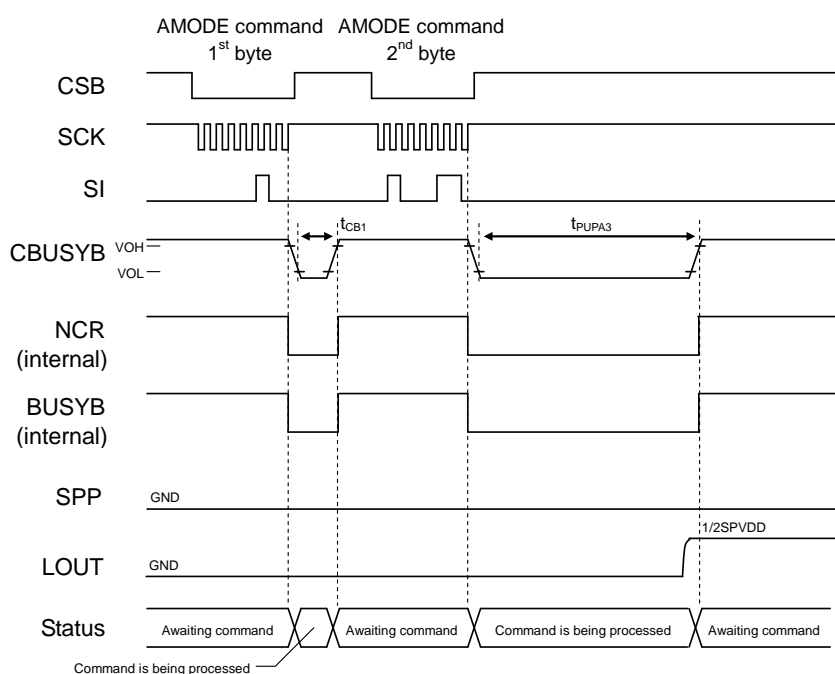 AMODE command
1st byte
AMODE command
2nd byte
CSB
SCK
SI
tCB1
tPUPA3
CBUSYB
VOH
VOL
NCR
(internal)
BUSYB
(internal)
SPP
GND
1/2SPVDD
LOUT
GND
Status
Awaiting command
Awaiting command
Command is being processed
Awaiting command
Command is being processed